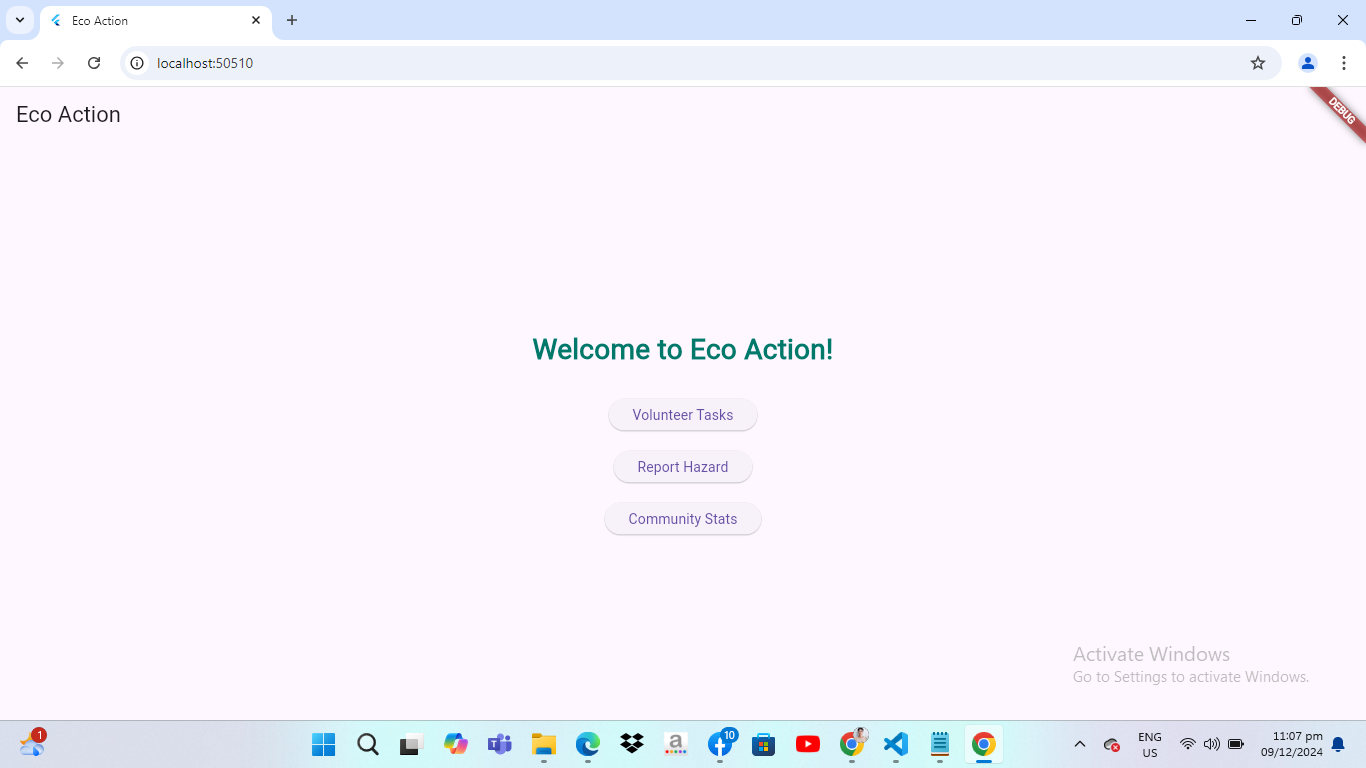 Eco Action
localhost:50510
Eco Action
DEBUG
Welcome to Eco Action!
Volunteer Tasks
Report Hazard
Community Stats
Activate Windows
Go to Settings to activate Windows.
1
a
10
ENG
US
11:07 pm
09/12/2024